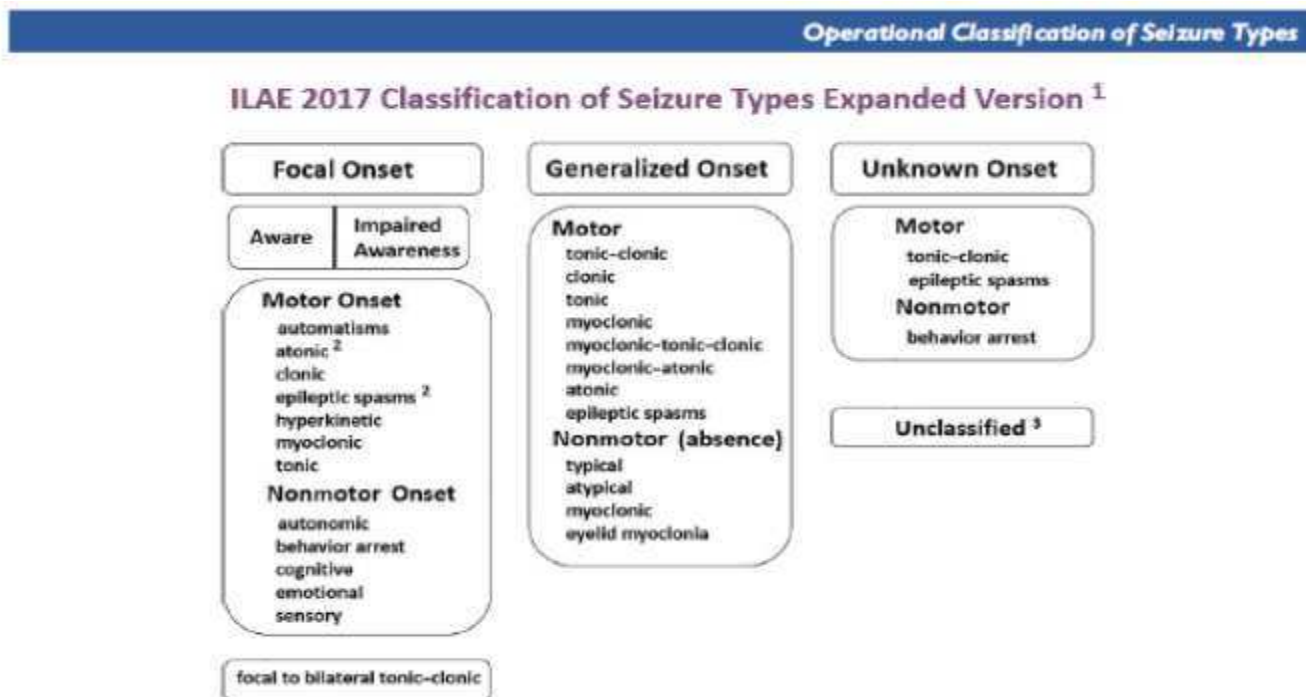 Operational Classification of Seizure Types
ILAE 2017 Classification of Seizure Types Expanded Version 1
Focal Onset
Aware
Impaired
Awareness
Motor Onset
automatisms
atonic 2
clonic
epileptic spasms 2
hyperkinetic
myoclonic
tonic
Nonmotor Onset
autonomic
behavior arrest
cognitive
emotional
sensory
focal to bilateral tonic-clonic
Generalized Onset
Motor
tonic-clonic
clonic
tonic
myoclonic
myoclonic-tonic-clonic
myoclonic-atonic
atonic
epileptic spasms
Nonmotor (absence)
typical
atypical
myoclonic
eyelid myoclonia
Unknown Onset
Motor
tonic-clonic
epileptic spasms
Nonmotor
behavior arrest
Unclassified 3